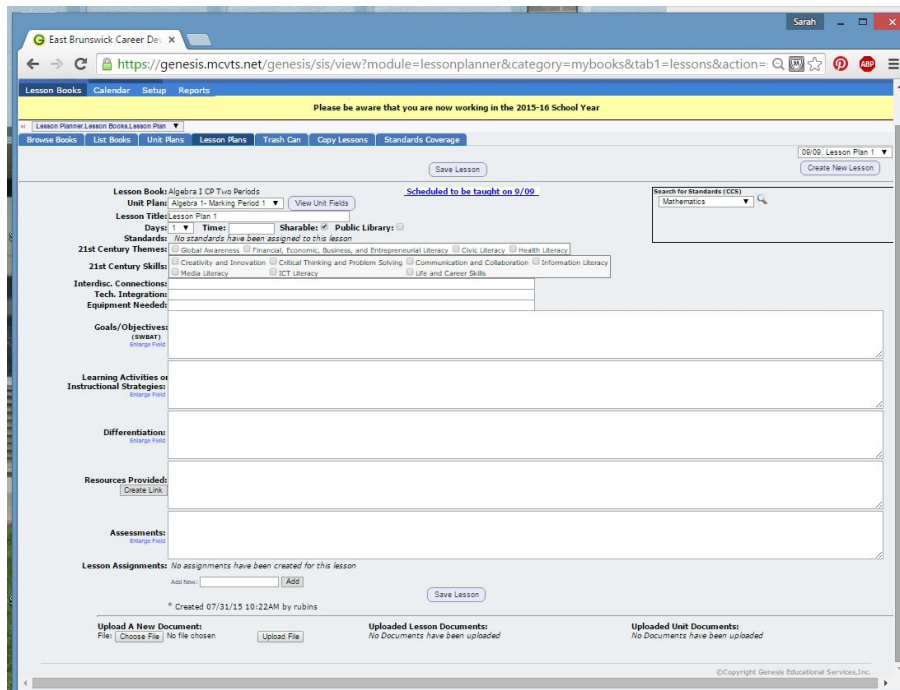 Sarah
East Brunswick Career De
https://genesis.mcvts.net/genesis/sis/view?module=lessonplanner&category=mybooks&tab1=lessons&action=
ABP
Lesson Books Calendar Setup Reports
Please be aware that you are now working in the 2015-16 School Year
Lesson Planner.Lesson Books.Lesson Plan
Browse Books List Books Unit Plans Lesson Plans Trash Can Copy Lessons Standards Coverage
09/09, Lesson Plan 1
Save Lesson Create New Lesson
Lesson Book: Algebra I CP Two Periods Scheduled to be taught on 9/09 Search for Standards (CCS)
Unit Plan: Algebra 1- Marking Period 1 View Unit Fields Mathematics
Lesson Title: Lesson Plan 1
Days: 1 Time: Sharable: Public Library:
Standards: No standards have been assigned to this lesson
21st Century Themes: Global Awareness Financial, Economic, Business, and Entrepreneurial Literacy Civic Literacy Health Literacy
21st Century Skills: Creativity and Innovation Critical Thinking and Problem Solving Communication and Collaboration Information Literacy
Media Literacy ICT Literacy Life and Career Skills
Interdisc. Connections:
Tech. Integration:
Equipment Needed:
Goals/Objectives:
(SWBAT)
Enlarge Field
Learning Activities or
Instructional Strategies:
Enlarge Field
Differentiation:
Enlarge Field
Resources Provided:
Create Link
Assessments:
Enlarge Field
Lesson Assignments: No assignments have been created for this lesson
Add New: Add
Save Lesson
* Created 07/31/15 10:22AM by rubins
Upload A New Document: Uploaded Lesson Documents: Uploaded Unit Documents:
File: Choose File No file chosen Upload File No Documents have been uploaded No Documents have been uploaded
©Copyright Genesis Educational Services,Inc.